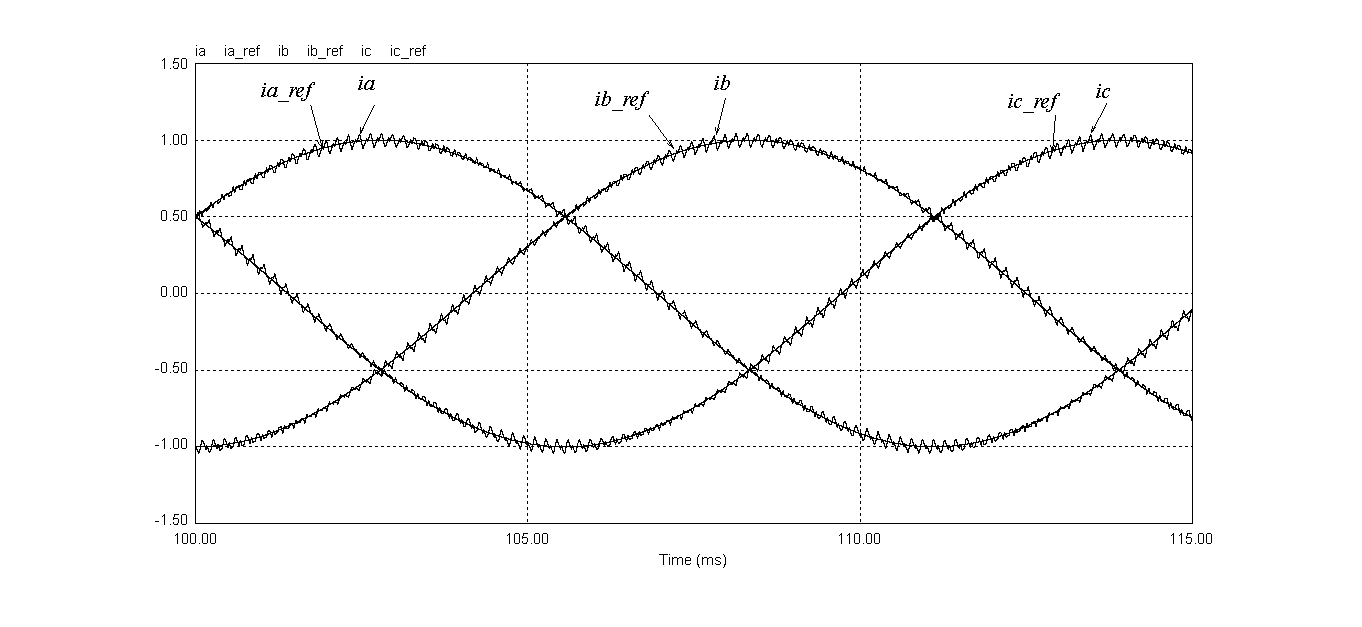 ia ia_ref ib ib_ref ic ic_ref
1.50
ia_ref ia ib_ref ib ic_ref ic
1.00
0.50
0.00
-0.50
-1.00
-1.50
100.00 105.00 110.00 115.00
Time (ms)